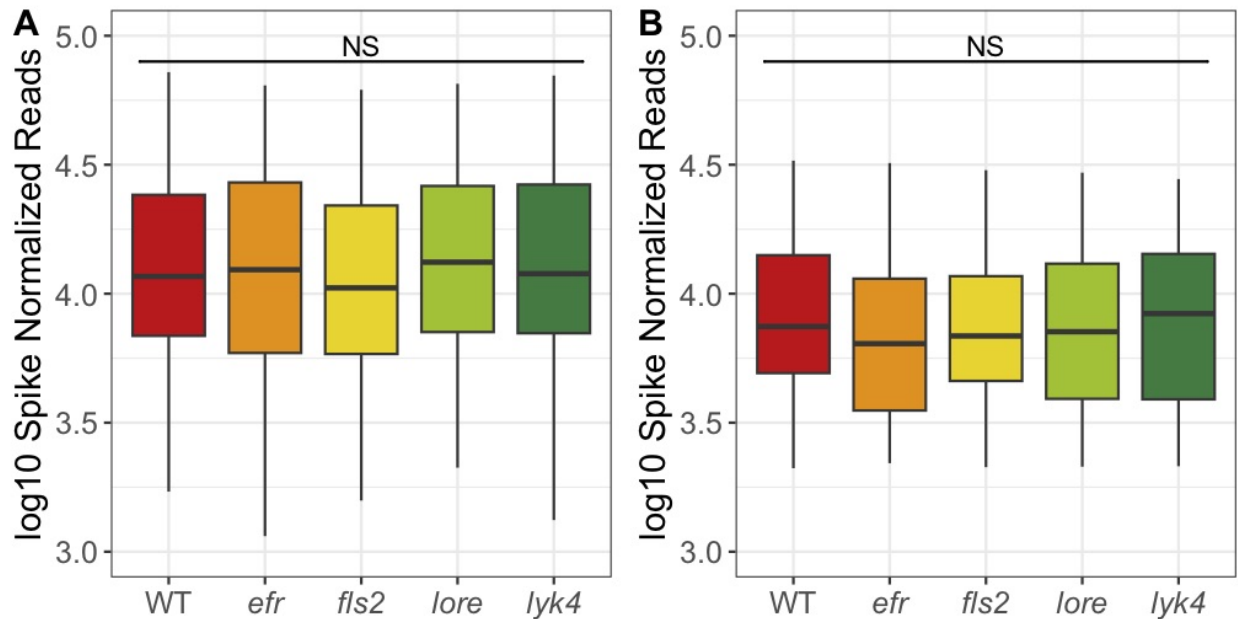 A
log10 Spike Normalized Reads
5.0
4.5
4.0
3.5
3.0
NS
WT efr fls2 lore lyk4
B
log10 Spike Normalized Reads
5.0
4.5
4.0
3.5
3.0
NS
WT efr fls2 lore lyk4